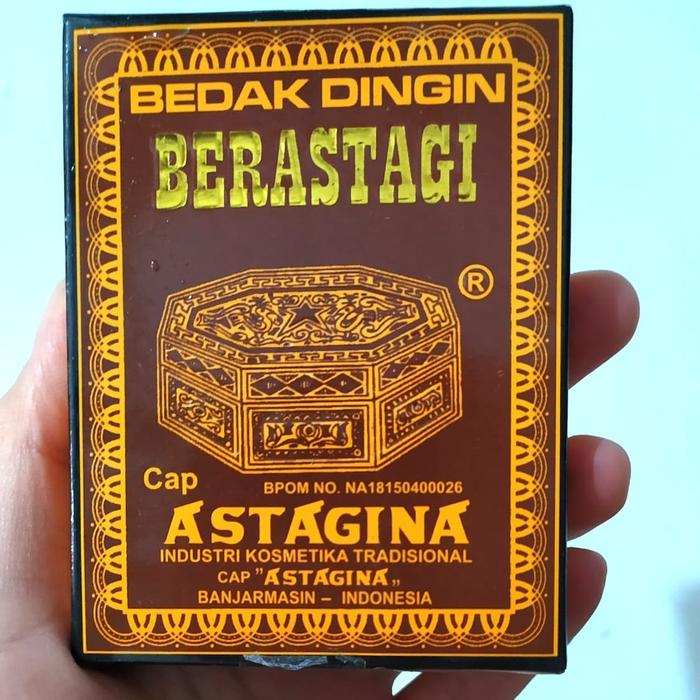 BEDAK DINGIN
BERASTAGI
®
Cap
BPOM NO. NA18150400026
ASTAGINA
INDUSTRI KOSMETIKA TRADISIONAL
CAP "ASTAGINA„
BANJARMASIN – INDONESIA